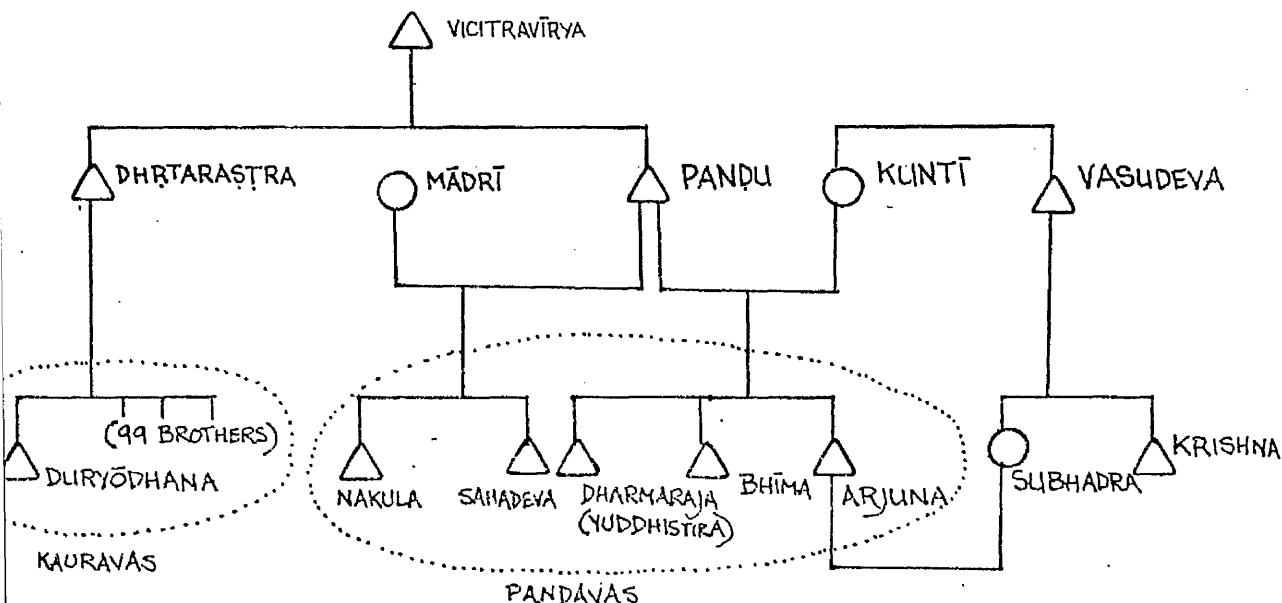 VICITRAVĪRYA
DHṚTARAṢṬRA
MĀDRĪ
PANḌU
KUNTĪ
VASUDEVA
(99 BROTHERS)
DURYŌDHANA
NAKULA
SAHADEVA
DHARMARAJA
(YUDDHISTIRA)
BHĪMA
ARJUNA
SUBHADRA
KRISHNA
KAURAVAS
PANDAVAS